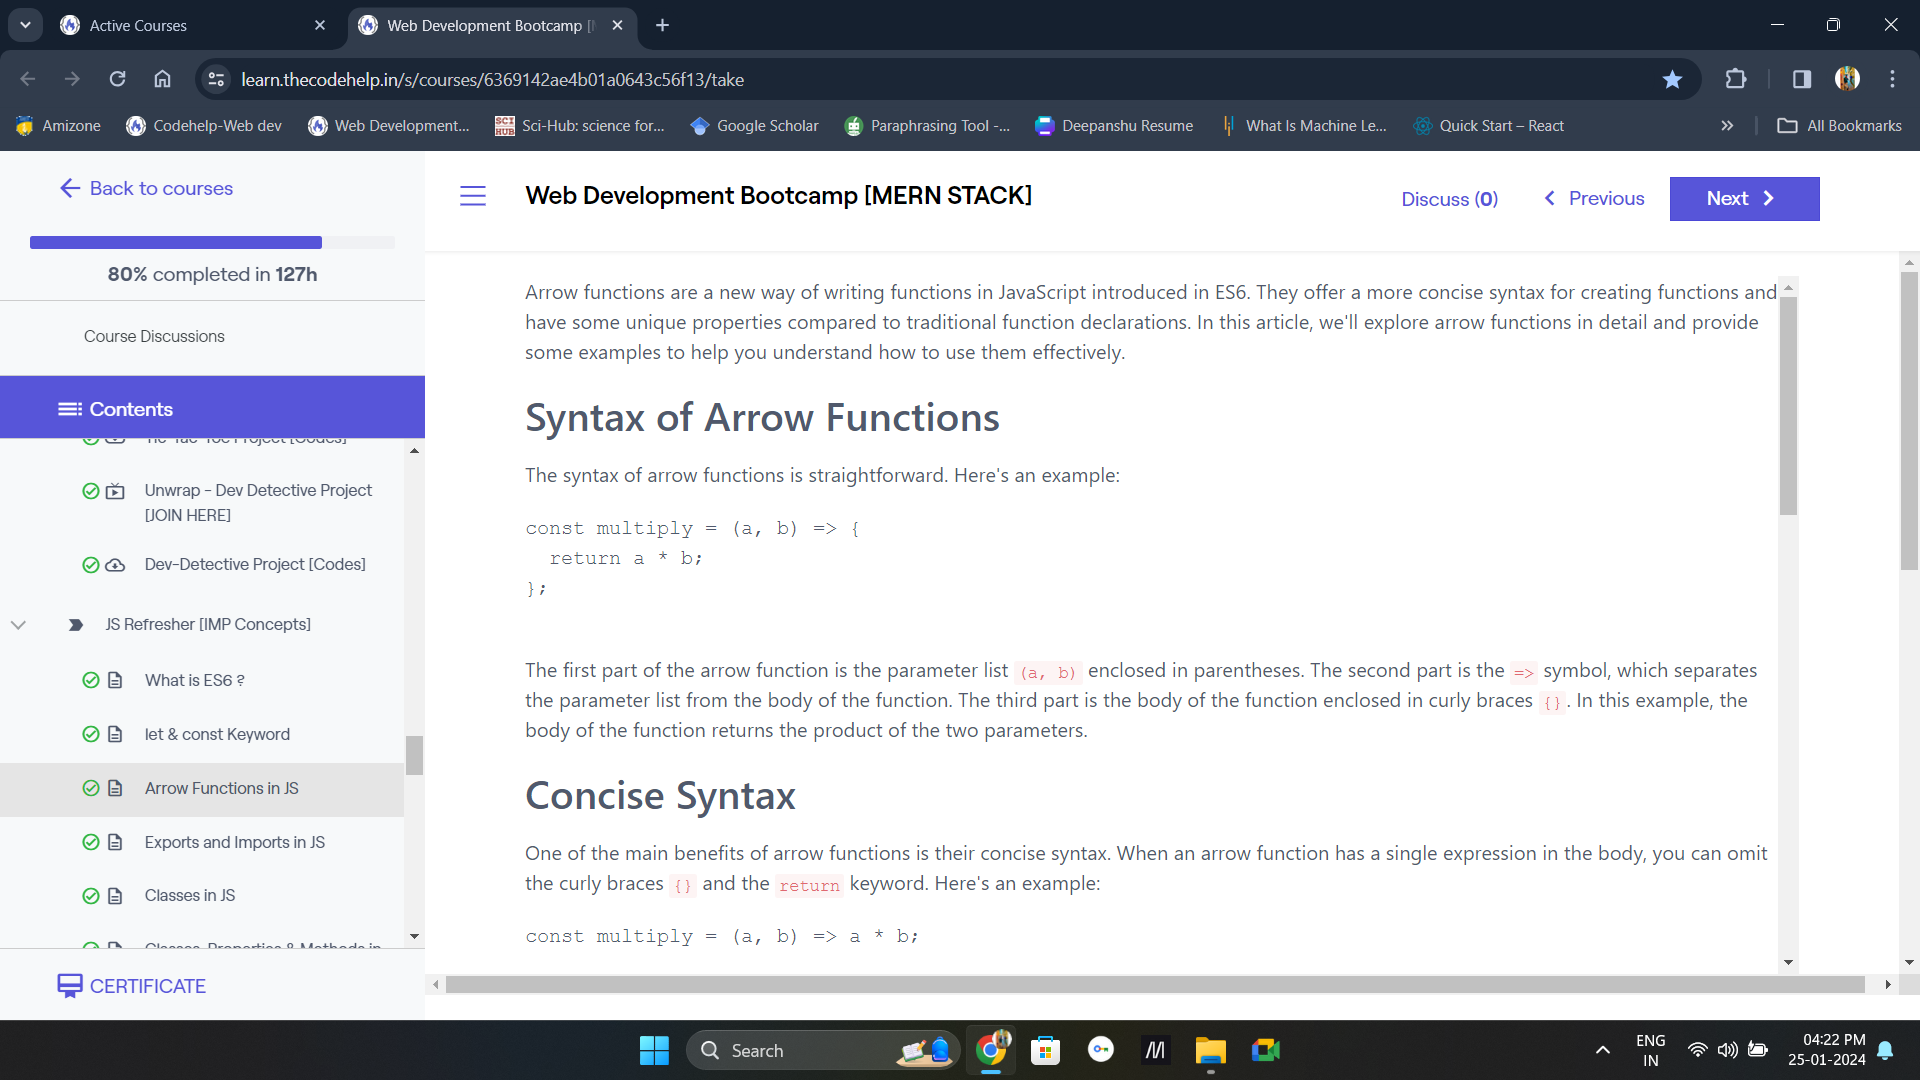 Active Courses
Web Development Bootcamp [
learn.thecodehelp.in/s/courses/6369142ae4b01a0643c56f13/take
Amizone
Codehelp-Web dev
Web Development...
SCI HUB
Sci-Hub: science for...
Google Scholar
Paraphrasing Tool -...
Deepanshu Resume
What Is Machine Le...
Quick Start – React
All Bookmarks
Back to courses
80% completed in 127h
Course Discussions
Contents
Tic-Tac-Toe Project [Codes]
Unwrap - Dev Detective Project
[JOIN HERE]
Dev-Detective Project [Codes]
JS Refresher [IMP Concepts]
What is ES6 ?
let & const Keyword
Arrow Functions in JS
Exports and Imports in JS
Classes in JS
Classes, Properties & Methods in
CERTIFICATE
Web Development Bootcamp [MERN STACK]
Discuss (0)
Previous
Next
Arrow functions are a new way of writing functions in JavaScript introduced in ES6. They offer a more concise syntax for creating functions and
have some unique properties compared to traditional function declarations. In this article, we'll explore arrow functions in detail and provide
some examples to help you understand how to use them effectively.
Syntax of Arrow Functions
The syntax of arrow functions is straightforward. Here's an example:
const multiply = (a, b) => {
return a * b;
};
The first part of the arrow function is the parameter list (a, b) enclosed in parentheses. The second part is the => symbol, which separates
the parameter list from the body of the function. The third part is the body of the function enclosed in curly braces {}. In this example, the
body of the function returns the product of the two parameters.
Concise Syntax
One of the main benefits of arrow functions is their concise syntax. When an arrow function has a single expression in the body, you can omit
the curly braces {} and the return keyword. Here's an example:
const multiply = (a, b) => a * b;
Search
ENG
IN
04:22 PM
25-01-2024